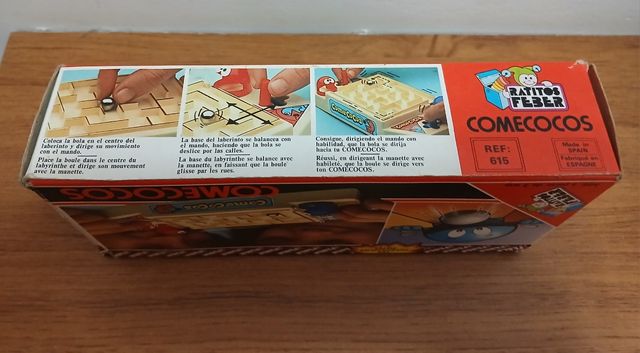 Coloca la bola en el centro del
laberinto y dirige su movimiento
con el mando.
Place la boule dans le centre du
labyrinthe et dirige son mouvement
avec la manette.
La base del laberinto se balancea con
el mando, haciendo que la bola se
deslice por las calles.
La base du labyrinthe se balance avec
la manette, en faissant que la boule
glisse par les rues.
COMECOCOS
Consigue, dirigiendo el mando con
habilidad, que la bola se dirija
hacia tu COMECOCOS.
Réussi, en dirigeant la manette avec
habileté, que la boule se dirige vers
ton COMECOCOS.
RATITOS
FEBER
COMECOCOS
REF:
615
Made in
SPAIN
Fabriqué en
ESPAGNE
COMECOCOS
COMECOCOS